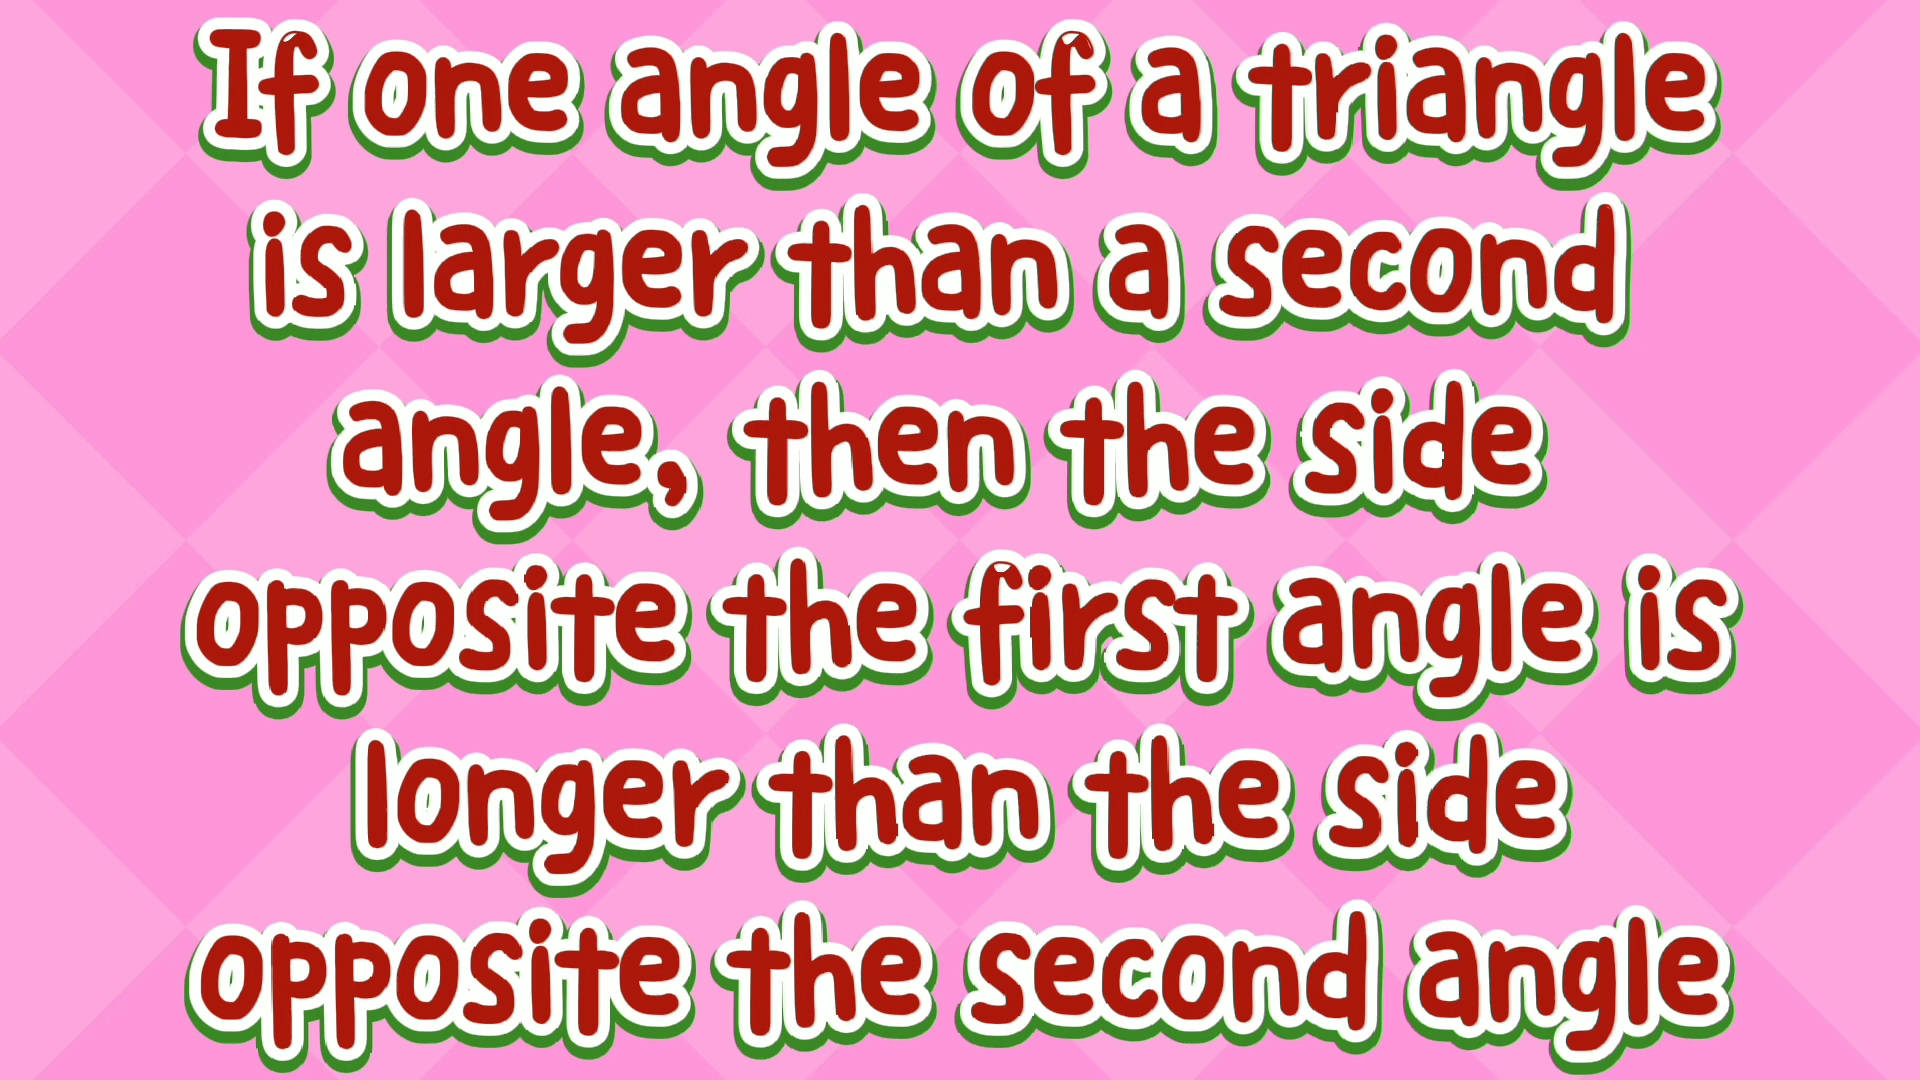 If one angle of a triangle
is larger than a second
angle, then the side
opposite the first angle is
longer than the side
opposite the second angle